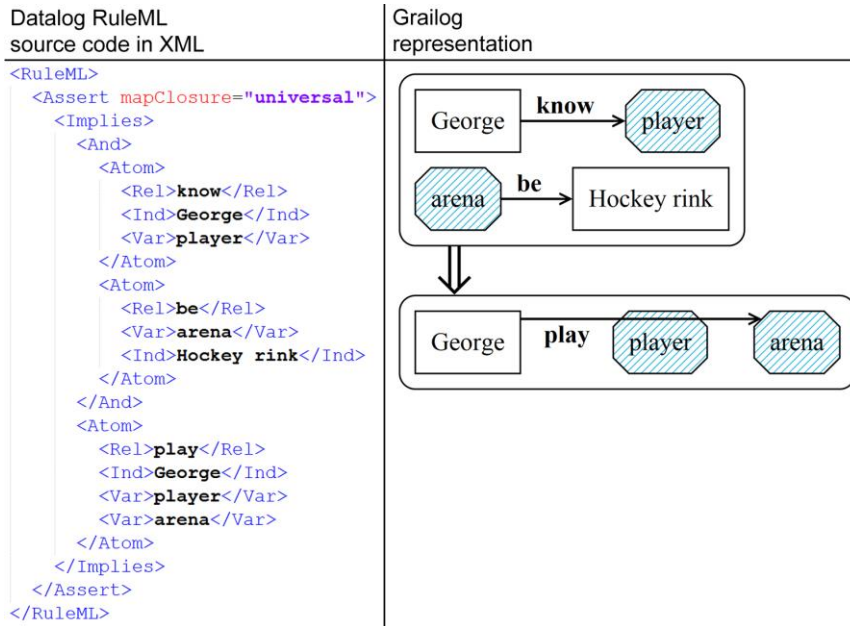 Datalog RuleML
source code in XML
<RuleML>
<Assert mapClosure="universal">
<Implies>
<And>
<Atom>
<Rel>know</Rel>
<Ind>George</Ind>
<Var>player</Var>
</Atom>
<Atom>
<Rel>be</Rel>
<Var>arena</Var>
<Ind>Hockey rink</Ind>
</Atom>
</And>
<Atom>
<Rel>play</Rel>
<Ind>George</Ind>
<Var>player</Var>
<Var>arena</Var>
</Atom>
</Implies>
</Assert>
</RuleML>
Grailog
representation
George know player
arena be Hockey rink
George play player arena